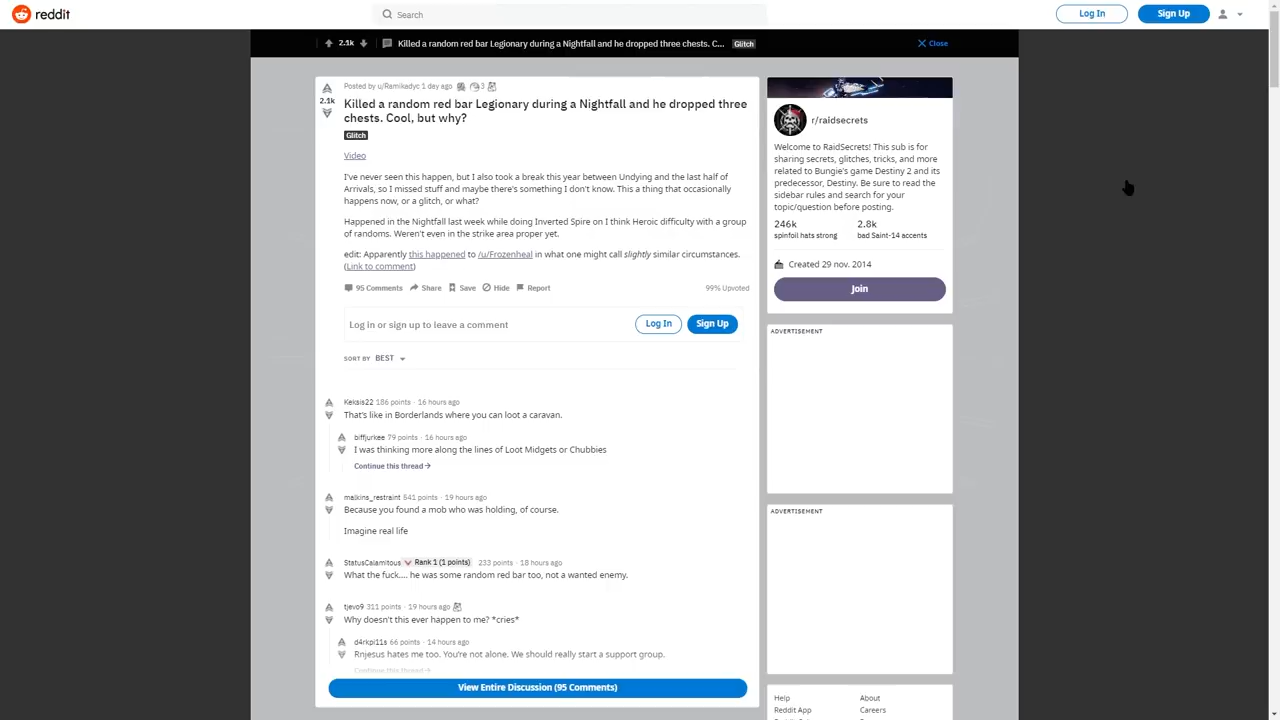 reddit
Search
Log In
Sign Up
2.1k
Killed a random red bar Legionary during a Nightfall and he dropped three chests. C...
Glitch
Close
Posted by u/Ramikadyc 1 day ago
3
2.1k
Killed a random red bar Legionary during a Nightfall and he dropped three
chests. Cool, but why?
Glitch
Video
I've never seen this happen, but I also took a break this year between Undying and the last half of
Arrivals, so I missed stuff and maybe there's something I don't know. This a thing that occasionally
happens now, or a glitch, or what?
Happened in the Nightfall last week while doing Inverted Spire on I think Heroic difficulty with a group
of randoms. Weren't even in the strike area proper yet.
edit: Apparently this happened to /u/Frozenheal in what one might call slightly similar circumstances.
(Link to comment)
95 Comments Share Save Hide Report
99% Upvoted
Log in or sign up to leave a comment
Log In
Sign Up
SORT BY BEST
Keksis22 186 points · 16 hours ago
That's like in Borderlands where you can loot a caravan.
biffjurkee 79 points · 16 hours ago
I was thinking more along the lines of Loot Midgets or Chubbies
Continue this thread
malkins_restraint 541 points · 19 hours ago
Because you found a mob who was holding, of course.
Imagine real life
StatusCalamitous Rank 1 (1 points) 233 points · 18 hours ago
What the fuck.... he was some random red bar too, not a wanted enemy.
tjevo9 311 points · 19 hours ago
Why doesn't this ever happen to me? *cries*
d4rkpi11s 66 points · 14 hours ago
Rnjesus hates me too. You're not alone. We should really start a support group.
Continue this thread
View Entire Discussion (95 Comments)
r/raidsecrets
Welcome to RaidSecrets! This sub is for
sharing secrets, glitches, tricks, and more
related to Bungie's game Destiny 2 and its
predecessor, Destiny. Be sure to read the
sidebar rules and search for your
topic/question before posting.
246k 2.8k
spinfoil hats strong bad Saint-14 accents
Created 29 nov. 2014
Join
ADVERTISEMENT
ADVERTISEMENT
Help About
Reddit App Careers